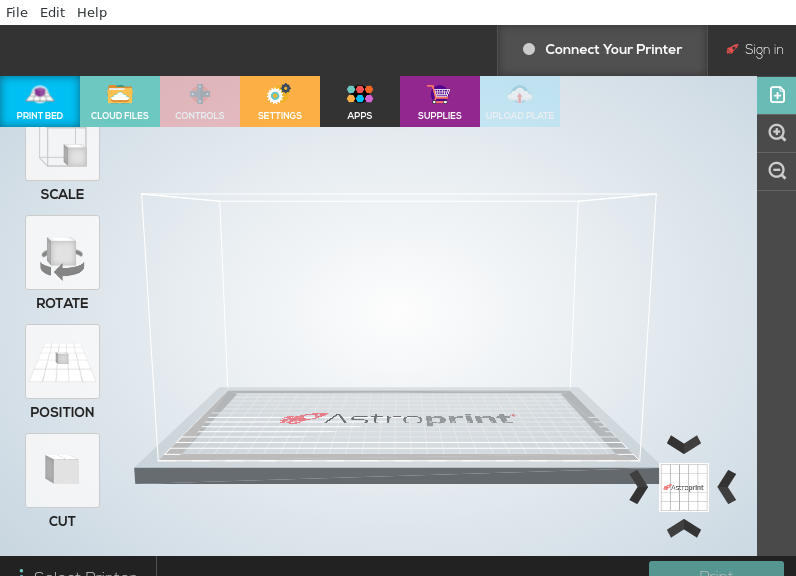 File Edit Help
Connect Your Printer
Sign in
PRINT BED
CLOUD FILES
CONTROLS
SETTINGS
APPS
SUPPLIES
UPLOAD PLATE
SCALE
ROTATE
POSITION
CUT
Astroprint
Astroprint
Select Printer
Print